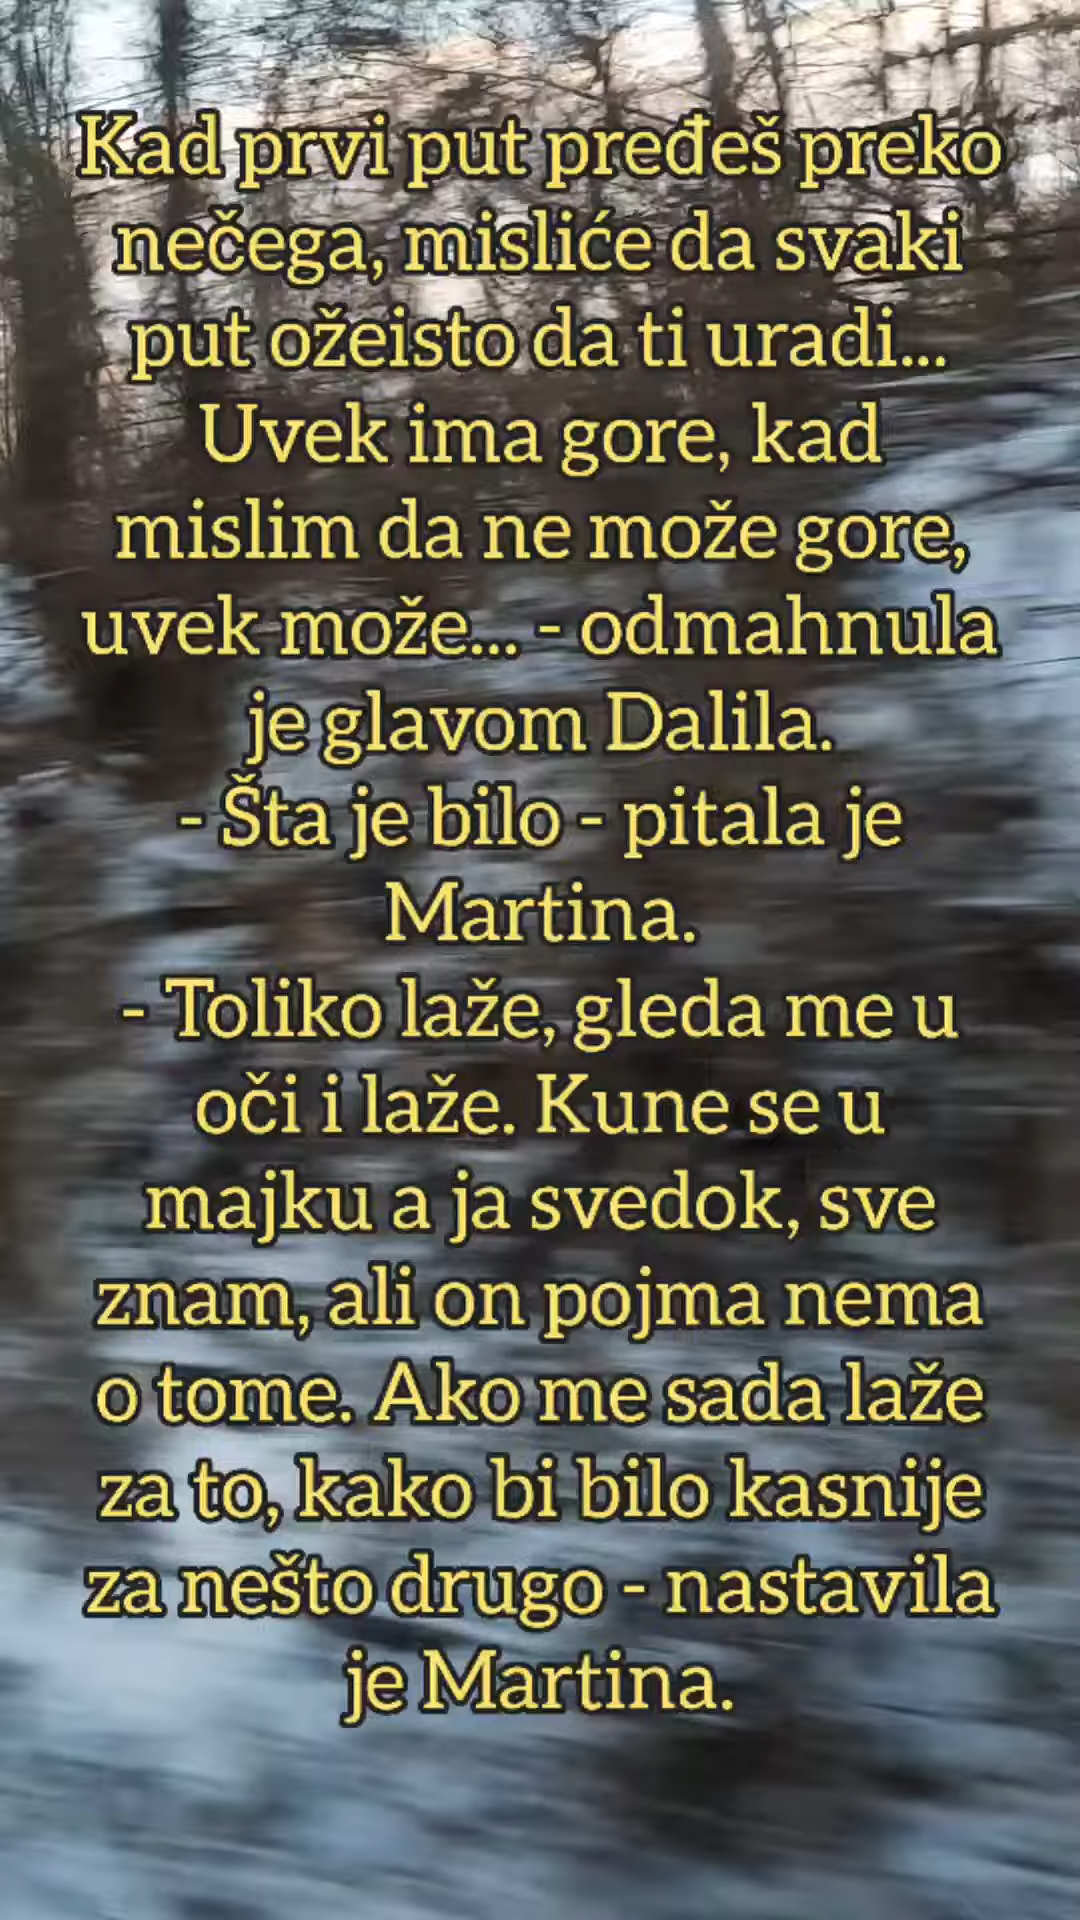 Kad prvi put pređeš preko
nečega, misliće da svaki
put ožeisto da ti uradi...
Uvek ima gore, kad
mislim da ne može gore,
uvek može... - odmahnula
je glavom Dalila.
- Šta je bilo - pitala je
Martina.
- Toliko laže, gleda me u
oči i laže. Kune se u
majku a ja svedok, sve
znam, ali on pojma nema
o tome. Ako me sada laže
za to, kako bi bilo kasnije
za nešto drugo - nastavila
je Martina.